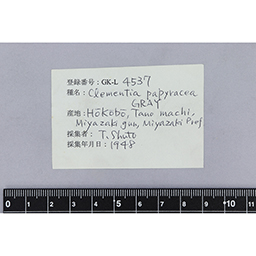 登録番号：GK-L 4537
種名：Clementia papyracea
GRAY
産地：Hōkobō, Tano machi,
Miyazaki gun, Miyazaki Pref
採集者：T. Shuto
採集年月日：1948
0 1 2 3 4 5 6 7 8 9 10 11